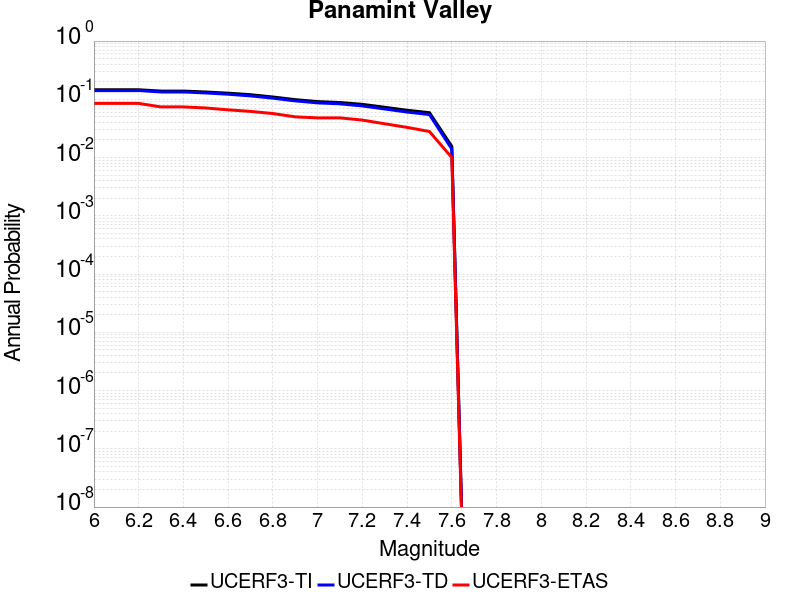 Panamint Valley
Annual Probability
10^0
10^-1
10^-2
10^-3
10^-4
10^-5
10^-6
10^-7
10^-8
6 6.2 6.4 6.6 6.8 7 7.2 7.4 7.6 7.8 8 8.2 8.4 8.6 8.8 9
Magnitude
UCERF3-TI UCERF3-TD UCERF3-ETAS